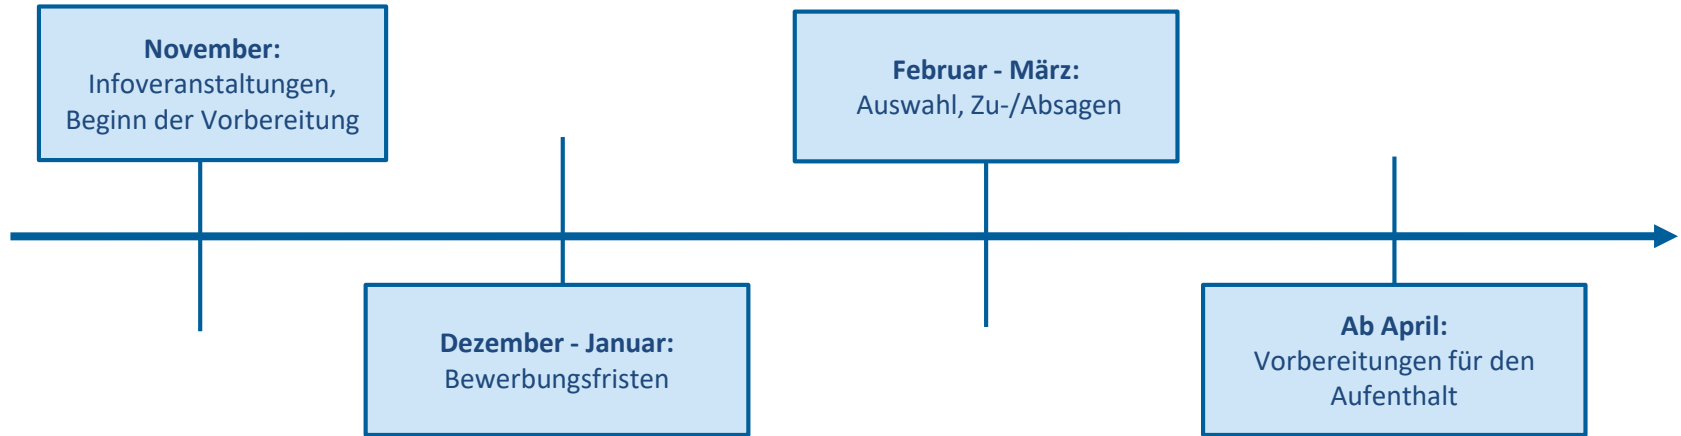 November:
Infoveranstaltungen,
Beginn der Vorbereitung
Dezember - Januar:
Bewerbungsfristen
Februar - März:
Auswahl, Zu-/Absagen
Ab April:
Vorbereitungen für den
Aufenthalt